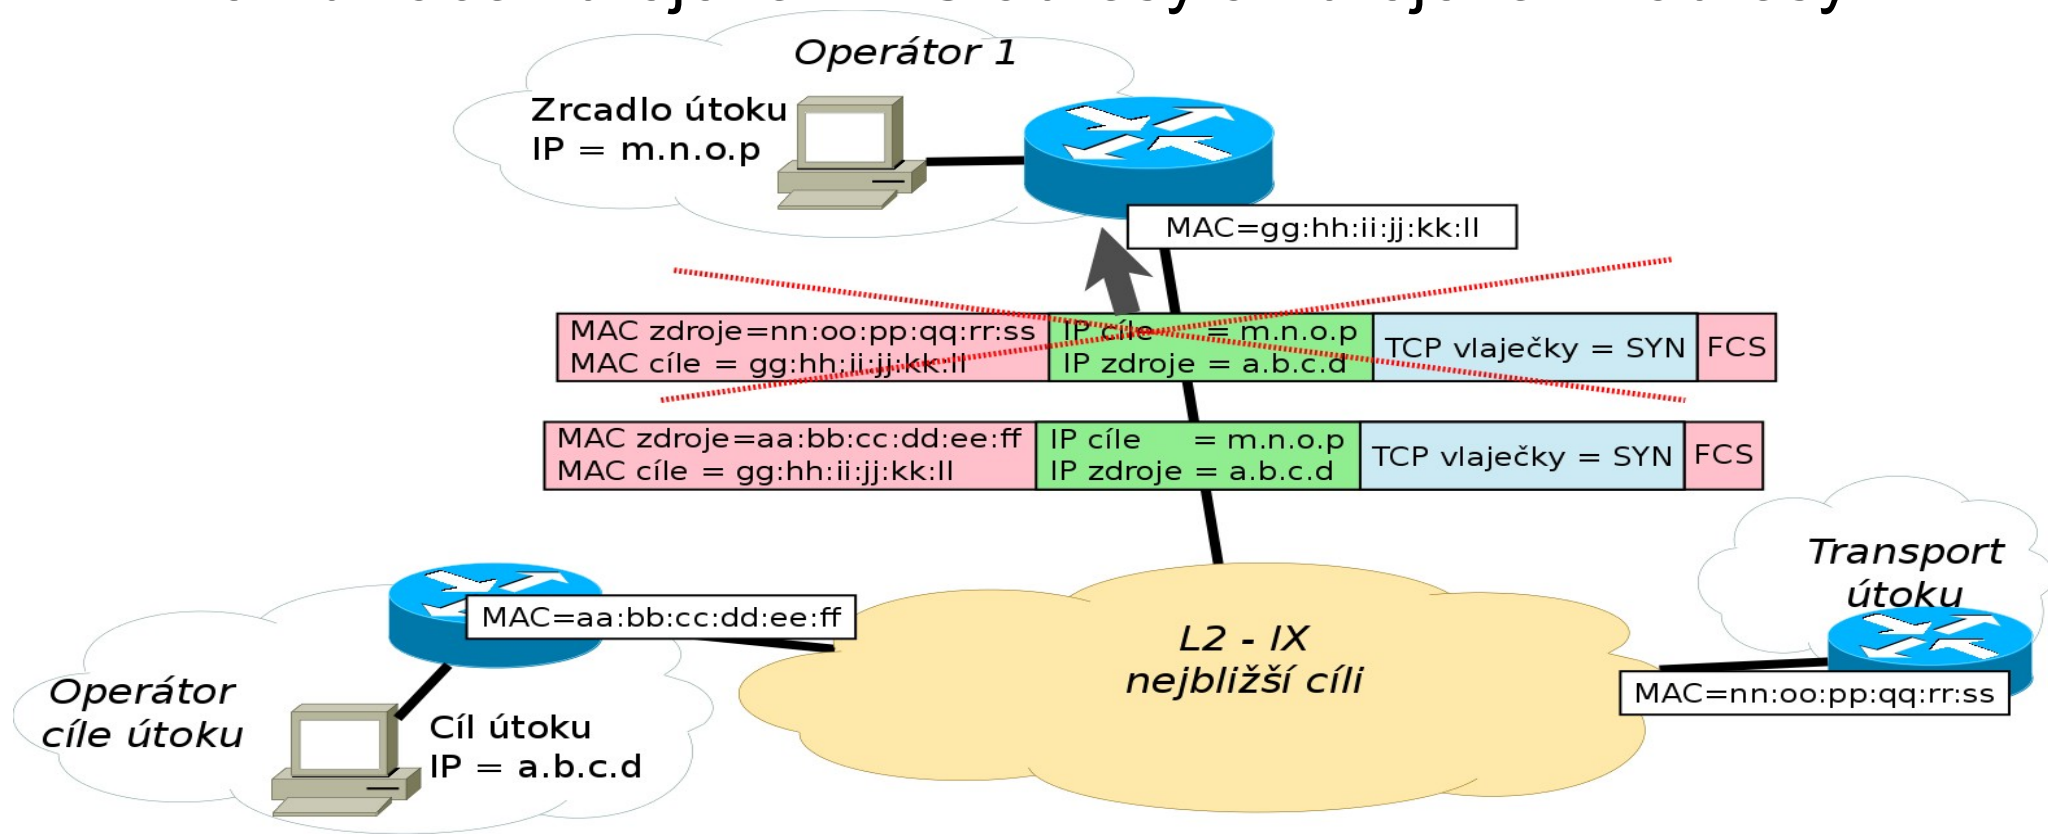 Operátor 1
Zrcadlo útoku
IP = m.n.o.p
MAC=gg:hh:ii:jj:kk:ll
MAC zdroje=nn:oo:pp:qq:rr:ss
MAC cíle = gg:hh:ii:jj:kk:ll
IP cíle = m.n.o.p
IP zdroje = a.b.c.d
TCP vlaječky = SYN
FCS
MAC zdroje=aa:bb:cc:dd:ee:ff
MAC cíle = gg:hh:ii:jj:kk:ll
IP cíle = m.n.o.p
IP zdroje = a.b.c.d
TCP vlaječky = SYN
FCS
Transport
útoku
MAC=aa:bb:cc:dd:ee:ff
L2 - IX
nejbližší cíli
MAC=nn:oo:pp:qq:rr:ss
Operátor
cíle útoku
Cíl útoku
IP = a.b.c.d